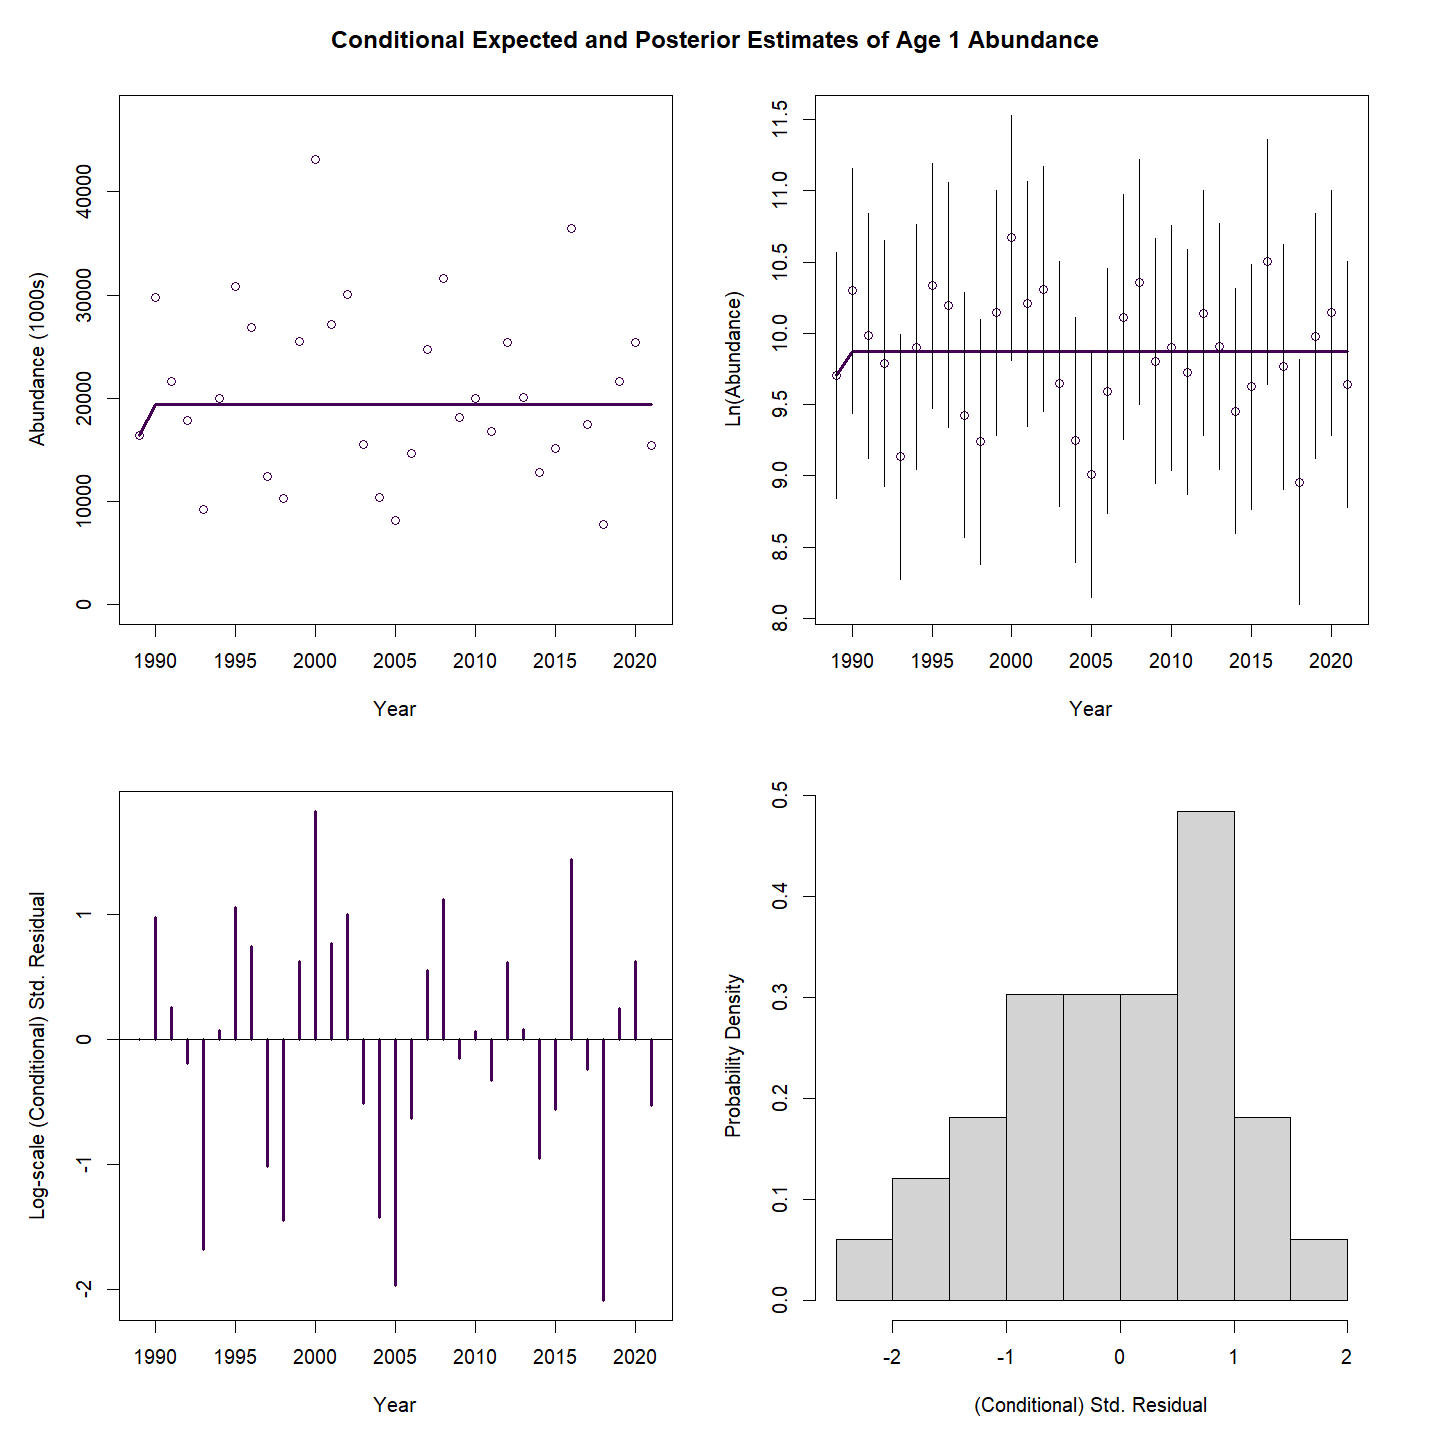 Conditional Expected and Posterior Estimates of Age 1 Abundance
Abundance (1000s)
40000
30000
20000
10000
0
1990 1995 2000 2005 2010 2015 2020
Year
Ln(Abundance)
11.5
11.0
10.5
10.0
9.5
9.0
8.5
8.0
1990 1995 2000 2005 2010 2015 2020
Year
Log-scale (Conditional) Std. Residual
1
0
-1
-2
1990 1995 2000 2005 2010 2015 2020
Year
Probability Density
0.5
0.4
0.3
0.2
0.1
0.0
-2 -1 0 1 2
(Conditional) Std. Residual